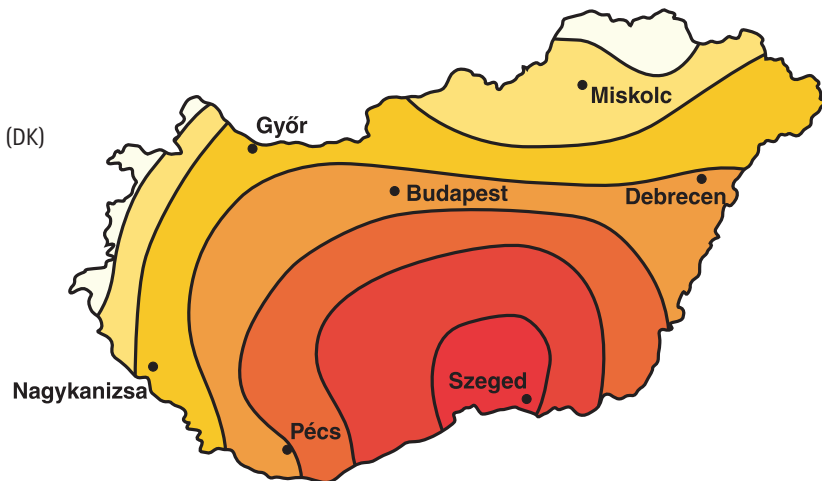 Miskolc
(DK)
Győr
Budapest
Debrecen
Nagykanizsa
Szeged
Pécs